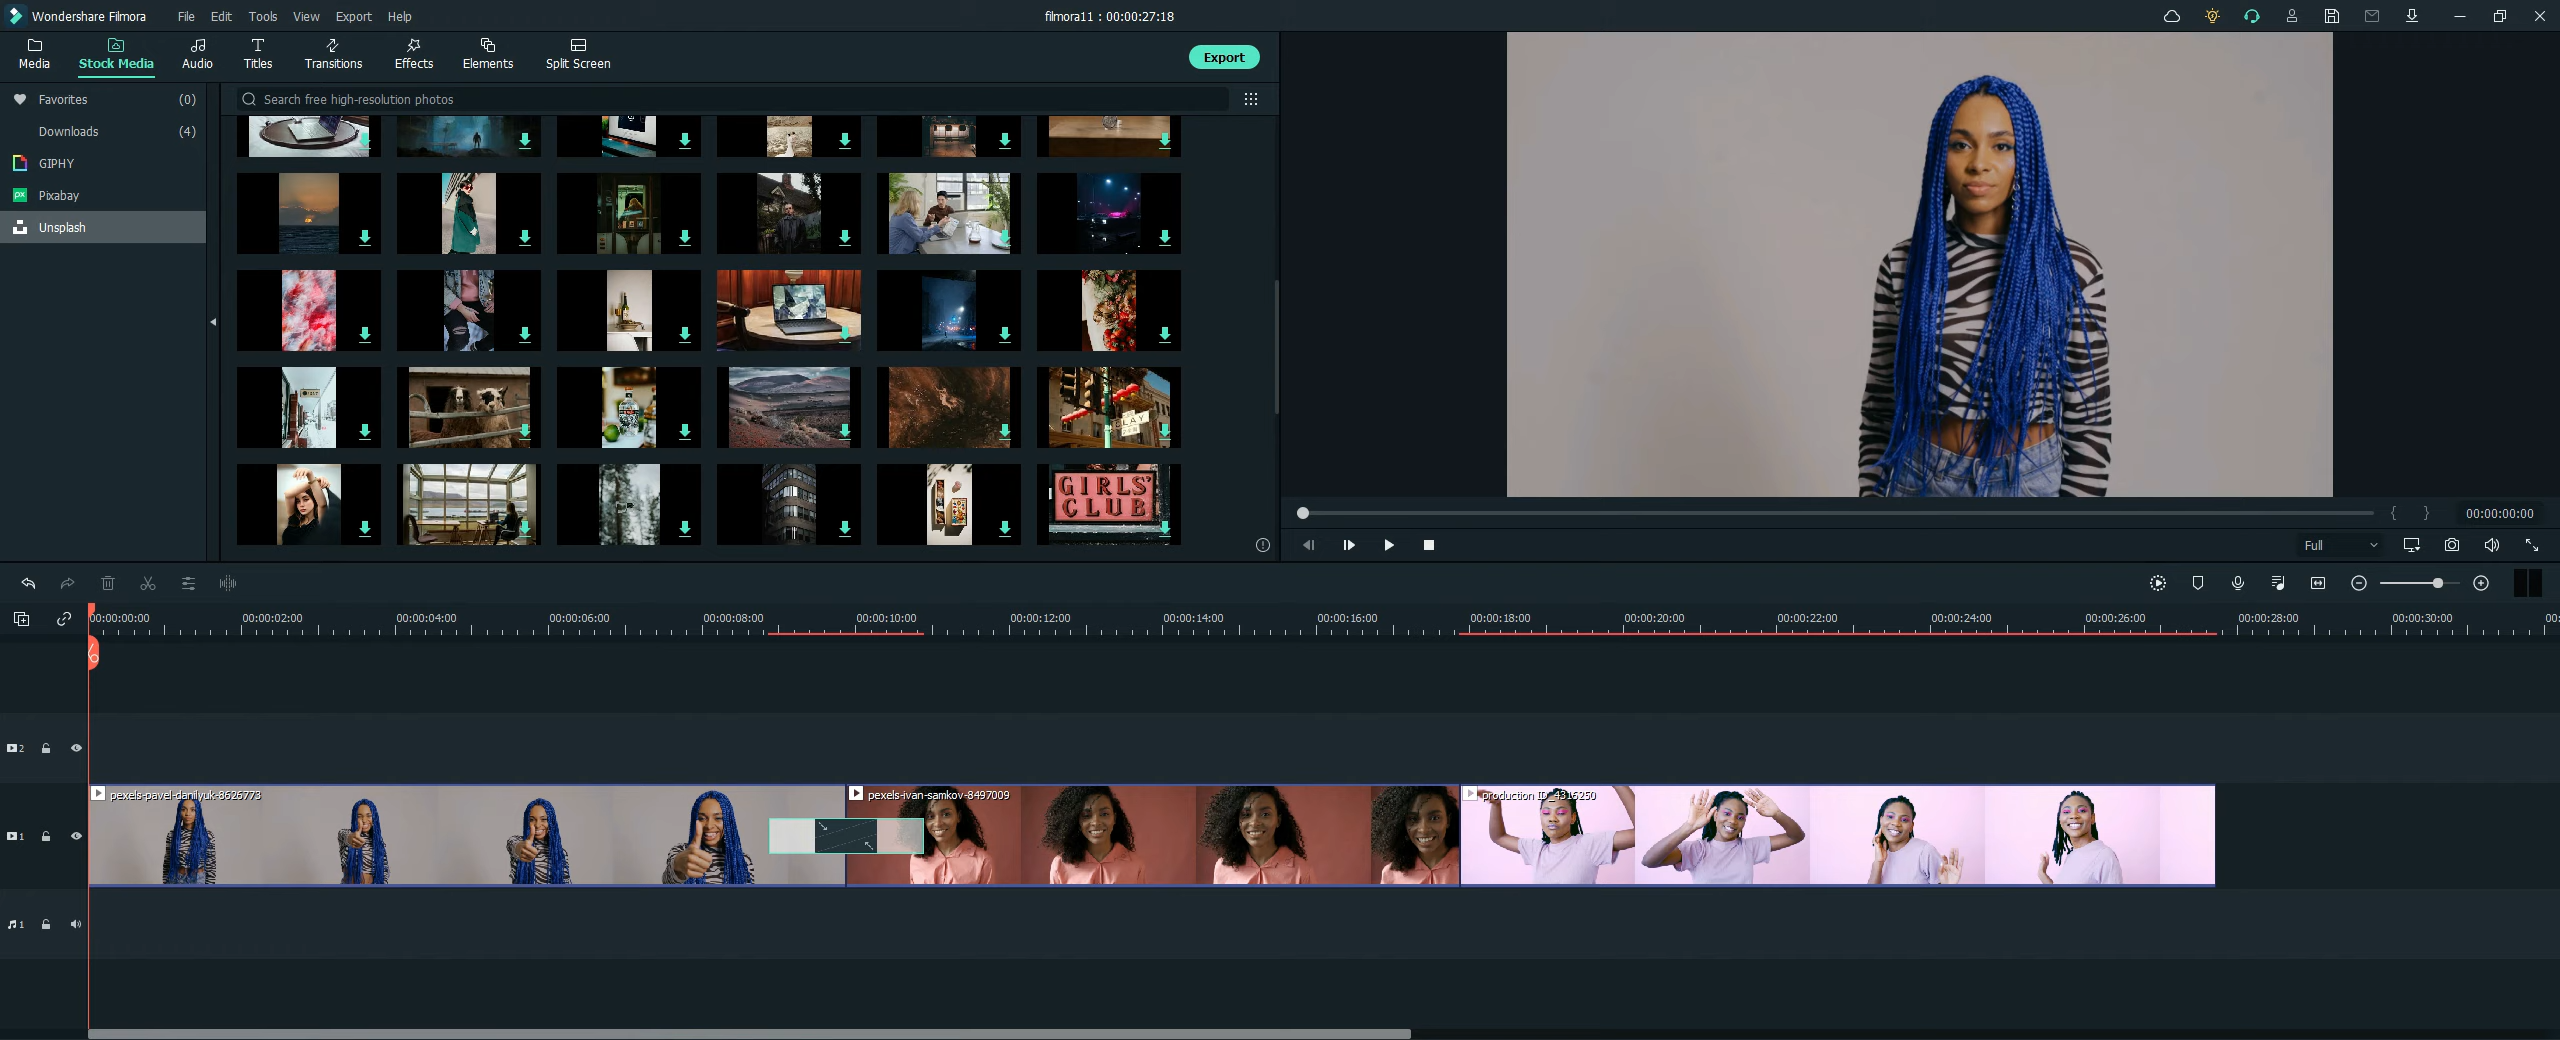 Wondershare Filmora File Edit Tools View Export Help filmora11 : 00:00:27:18
Media Stock Media Audio Titles Transitions Effects Elements Split Screen Export
Favorites (0)
Search free high-resolution photos
Downloads (4)
GIPHY
px Pixabay
Unsplash
GIRLS'
CLUB
00:00:00:00
Full
00:00:00:00 00:00:02:00 00:00:04:00 00:00:06:00 00:00:08:00 00:00:10:00 00:00:12:00 00:00:14:00 00:00:16:00 00:00:18:00 00:00:20:00 00:00:22:00 00:00:24:00 00:00:26:00 00:00:28:00 00:00:30:00 00:
2
pexels-pavel-danilyuk-8626773 pexels-ivan-samkov-8497009 production ID_4316250
1
1